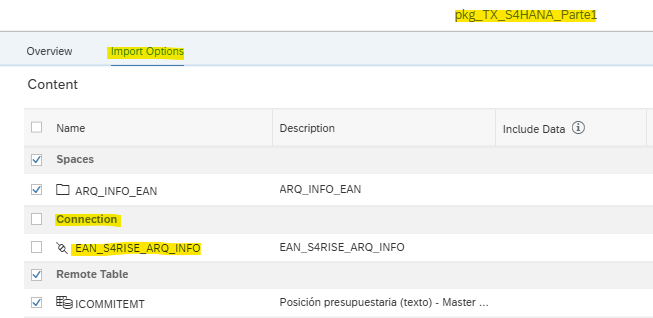 pkg_TX_S4HANA_Parte1
Overview Import Options
Content
Name Description Include Data
Spaces
ARQ_INFO_EAN ARQ_INFO_EAN
Connection
EAN_S4RISE_ARQ_INFO EAN_S4RISE_ARQ_INFO
Remote Table
ICOMMITEMT Posición presupuestaria (texto) - Master ...